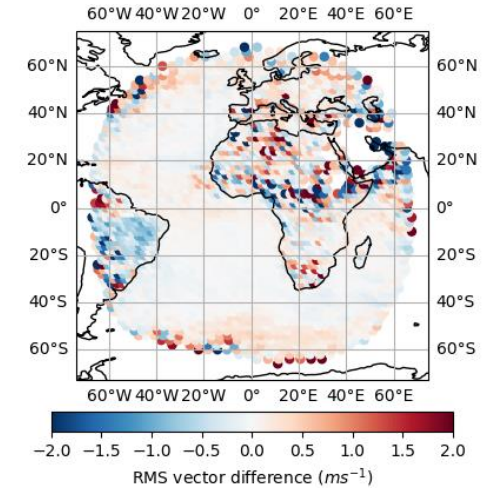 60°W 40°W 20°W 0° 20°E 40°E 60°E
60°N 60°N
40°N 40°N
20°N 20°N
0° 0°
20°S 20°S
40°S 40°S
60°S 60°S
60°W 40°W 20°W 0° 20°E 40°E 60°E
−2.0 −1.5 −1.0 −0.5 0.0 0.5 1.0 1.5 2.0
RMS vector difference (ms⁻¹)